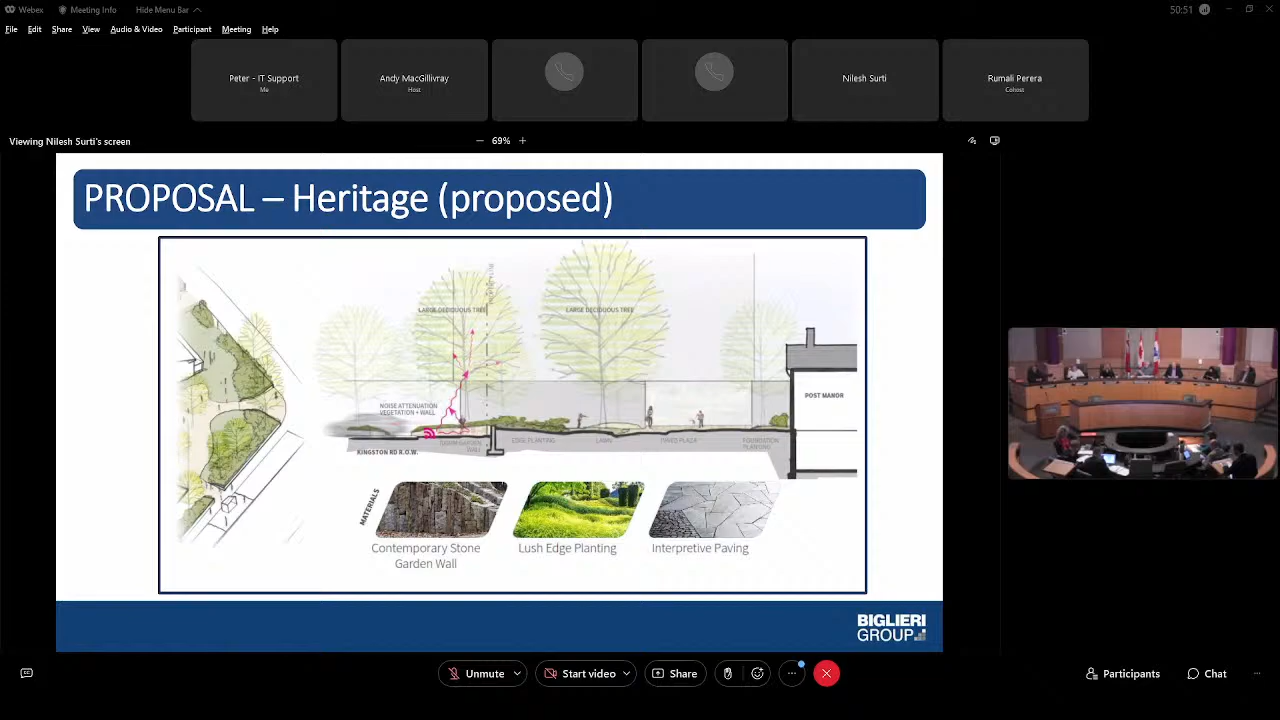 Webex
Meeting Info
Hide Menu Bar
50:51
File Edit Share View Audio & Video Participant Meeting Help
Peter - IT Support
Me
Andy MacGillivray
Host
Nilesh Surti
Rumali Perera
Cohost
Viewing Nilesh Surti's screen
69%
PROPOSAL – Heritage (proposed)
LARGE DECIDUOUS TREE
LARGE DECIDUOUS TREE
NOISE ATTENUATION
VEGETATION + WALL
POST MANOR
GARDEN
WALL
EDGE PLANTING
LAWN
PAVED PLAZA
FOUNDATION
PLANTING
KINGSTON RD R.O.W.
MATERIALS
Contemporary Stone
Garden Wall
Lush Edge Planting
Interpretive Paving
BIGLIERI
GROUP
Unmute
Start video
Share
Participants
Chat